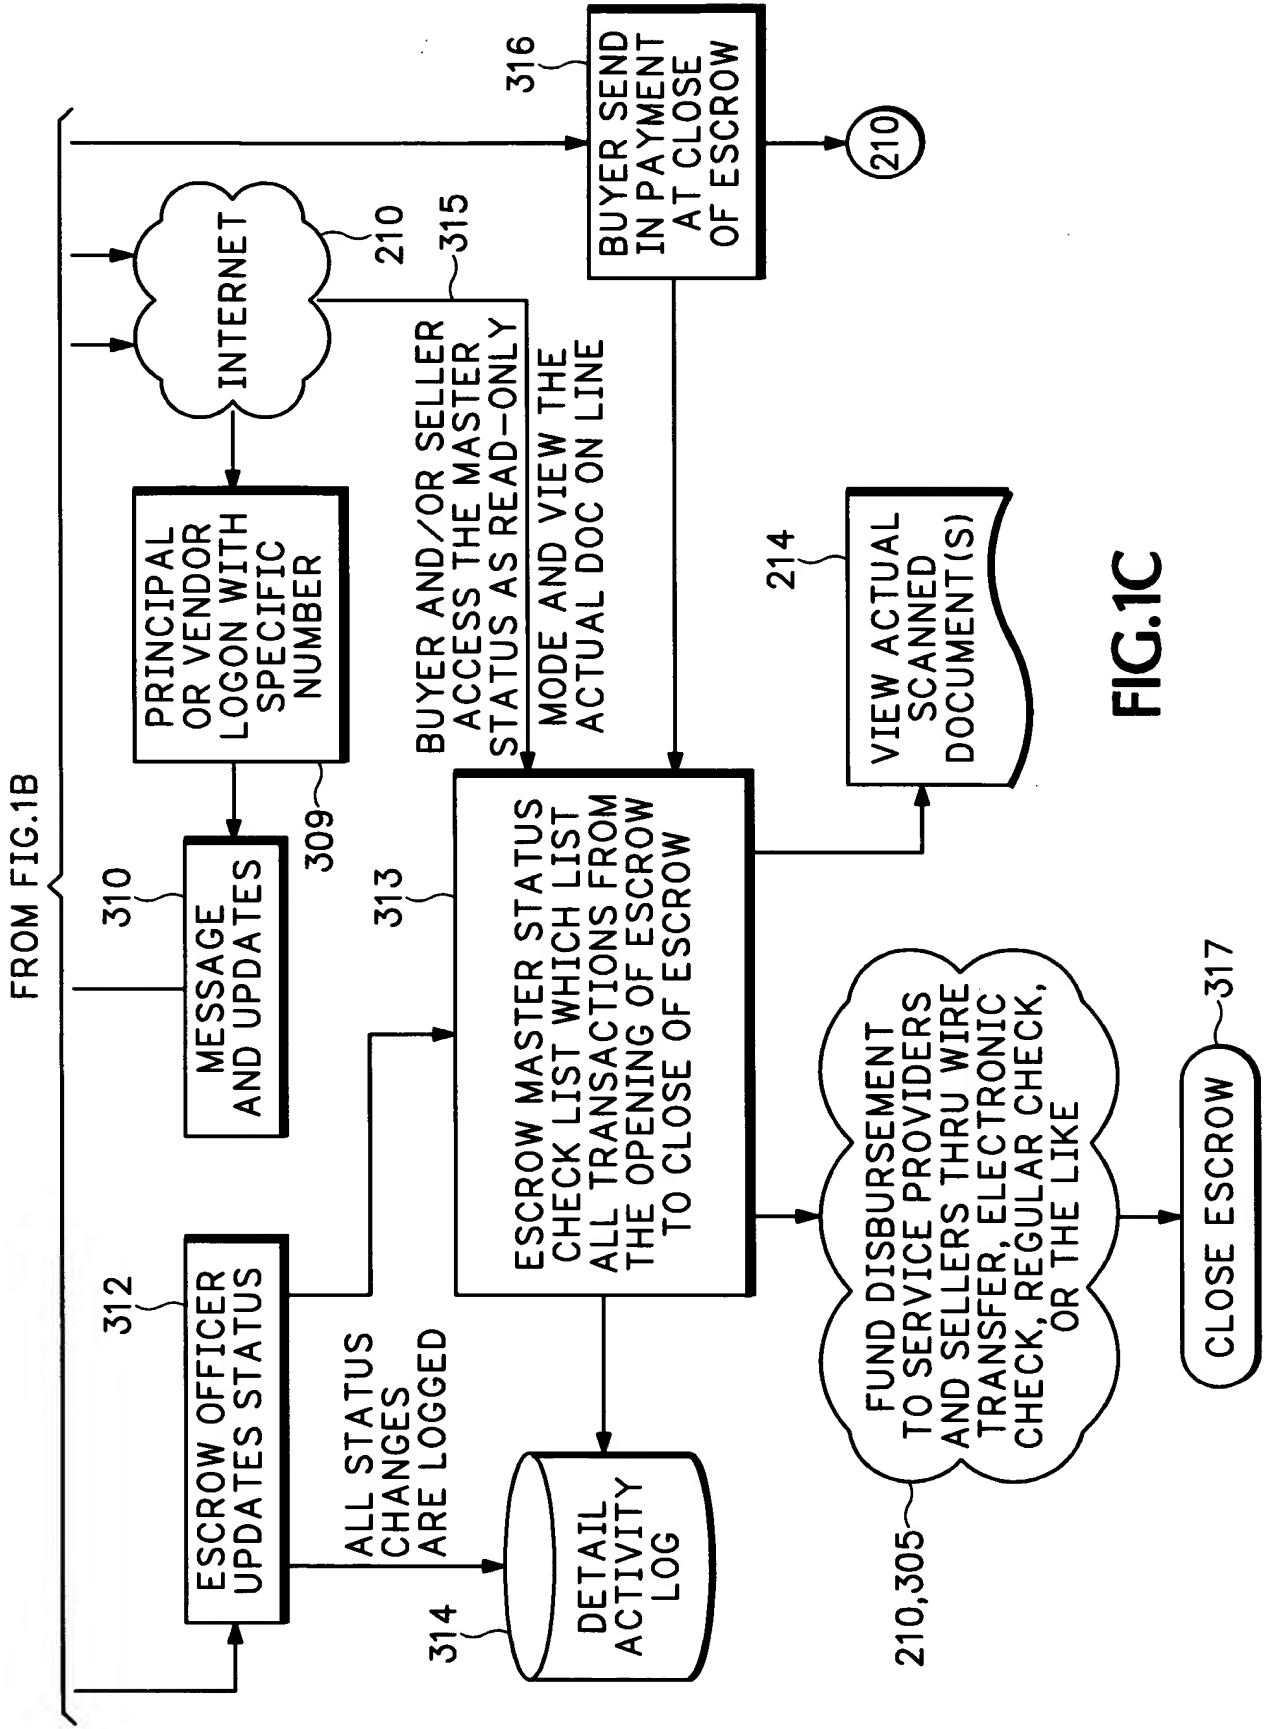 FROM FIG.1B
312
ESCROW OFFICER
UPDATES STATUS
310
MESSAGE
AND UPDATES
309
PRINCIPAL
OR VENDOR
LOGON WITH
SPECIFIC
NUMBER
INTERNET
210
315
316
BUYER SEND
IN PAYMENT
AT CLOSE
OF ESCROW
210
ALL STATUS
CHANGES
ARE LOGGED
314
DETAIL
ACTIVITY
LOG
313
ESCROW MASTER STATUS
CHECK LIST WHICH LIST
ALL TRANSACTIONS FROM
THE OPENING OF ESCROW
TO CLOSE OF ESCROW
BUYER AND/OR SELLER
ACCESS THE MASTER
STATUS AS READ-ONLY
MODE AND VIEW THE
ACTUAL DOC ON LINE
214
VIEW ACTUAL
SCANNED
DOCUMENT(S)
210,305
FUND DISBURSEMENT
TO SERVICE PROVIDERS
AND SELLERS THRU WIRE
TRANSFER, ELECTRONIC
CHECK, REGULAR CHECK,
OR THE LIKE
317
CLOSE ESCROW
FIG.1C